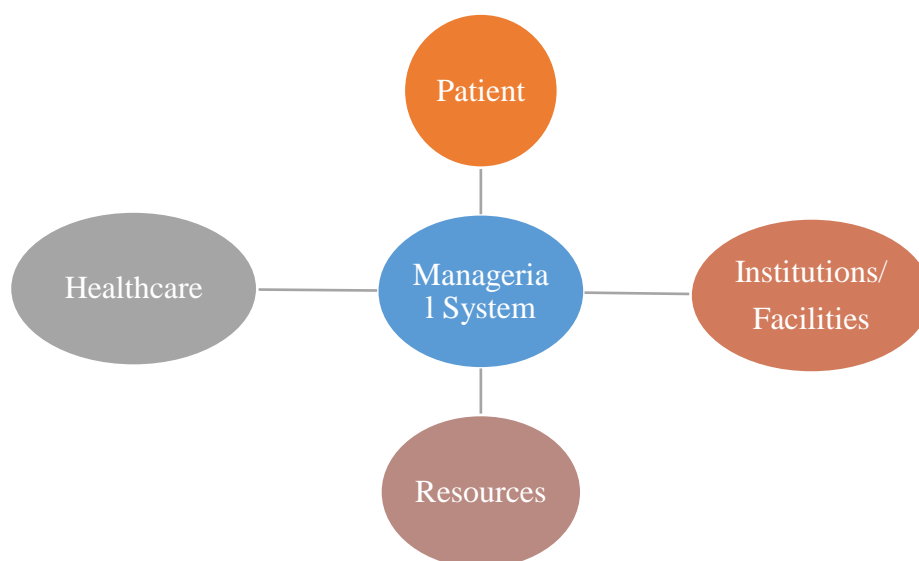 Patient
Healthcare
Manageria
l System
Institutions/
Facilities
Resources